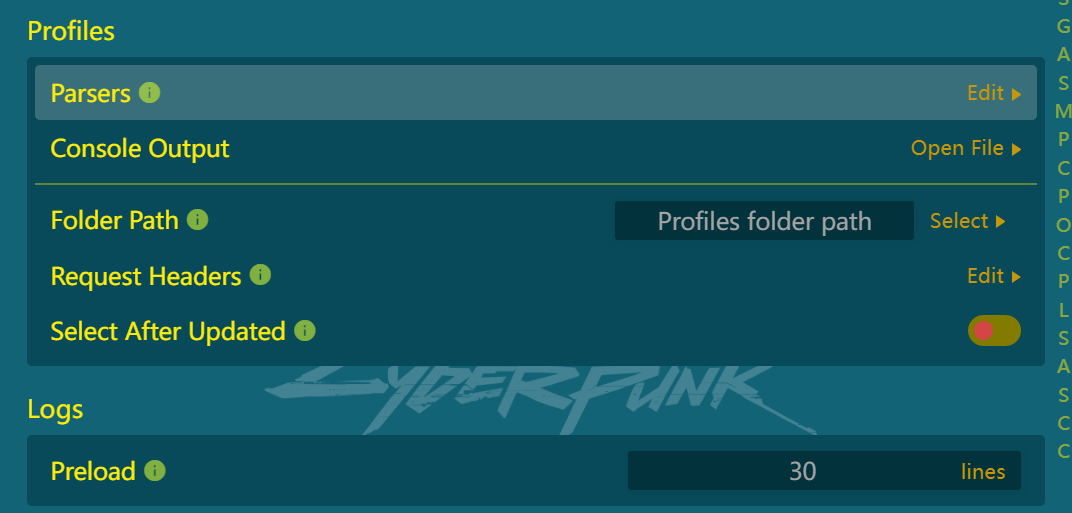 Profiles
Parsers Edit
Console Output Open File
Folder Path Profiles folder path Select
Request Headers Edit
Select After Updated
CYBERPUNK
Logs
Preload 30 lines
G
A
S
M
P
C
P
O
C
P
L
S
A
S
C
C